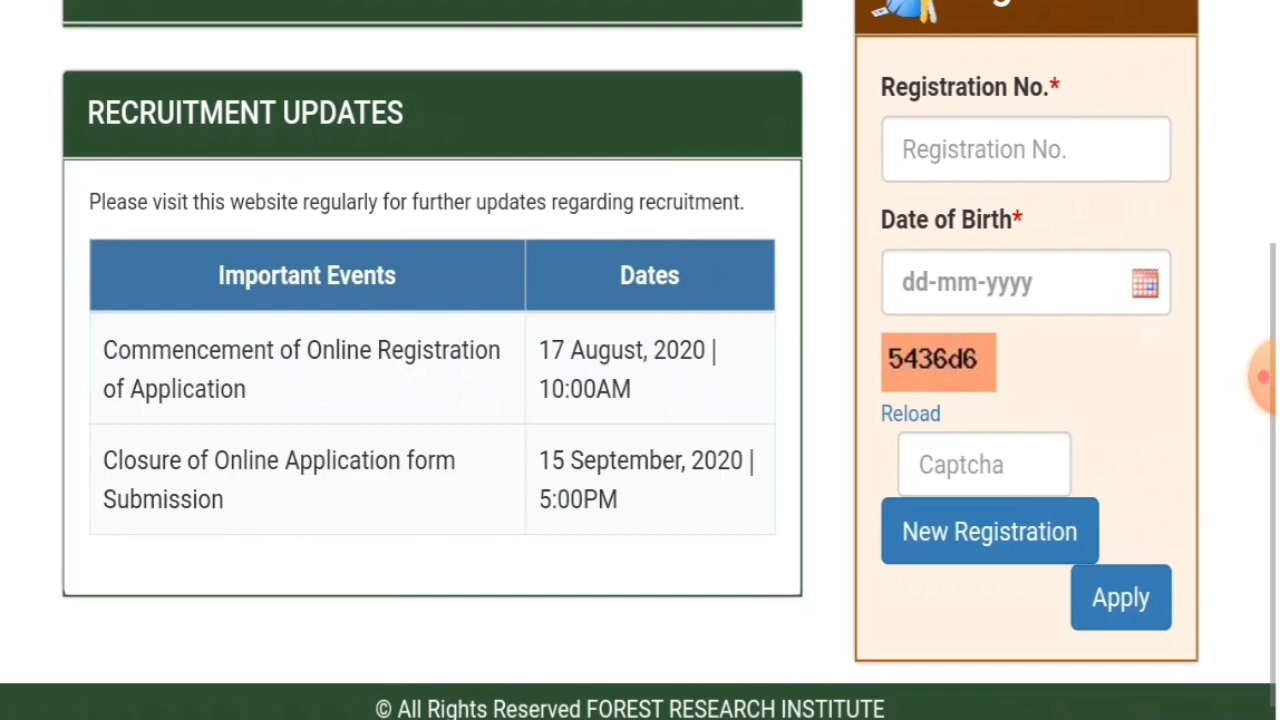 RECRUITMENT UPDATES
Please visit this website regularly for further updates regarding recruitment.
Important Events Dates
Commencement of Online Registration of Application
17 August, 2020 | 10:00AM
Closure of Online Application form Submission
15 September, 2020 | 5:00PM
Registration No.*
Registration No.
Date of Birth*
dd-mm-yyyy
5436d6
Reload
Captcha
New Registration
Apply
© All Rights Reserved FOREST RESEARCH INSTITUTE